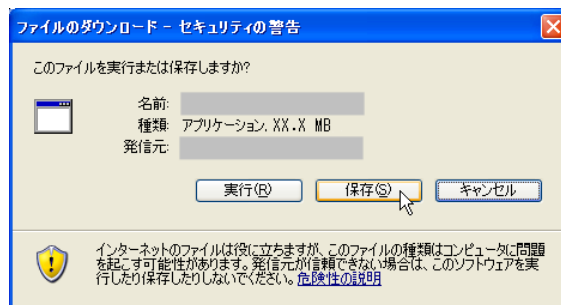 ファイルのダウンロード - セキュリティの警告
このファイルを実行または保存しますか?
名前:
種類: アプリケーション, XX.X MB
発信元:
実行(R) 保存(S) キャンセル
インターネットのファイルは役に立ちますが、このファイルの種類はコンピュータに問題
を起こす可能性があります。発信元が信頼できない場合は、このソフトウェアを実
行したり保存したりしないでください。危険性の説明